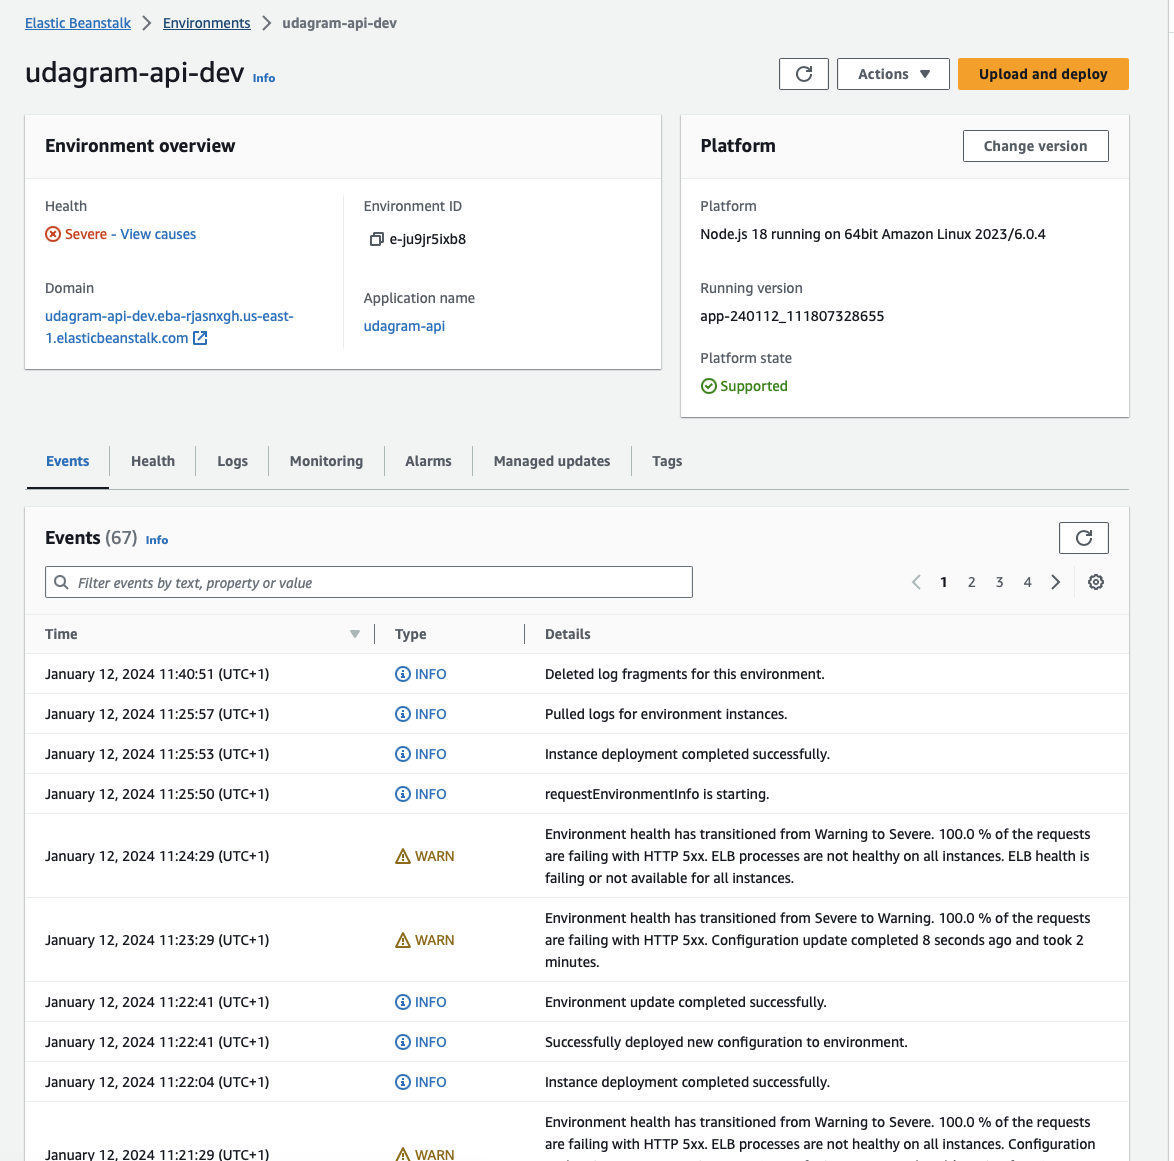 Elastic Beanstalk > Environments > udagram-api-dev
udagram-api-dev Info
Actions
Upload and deploy
Environment overview
Health
Severe - View causes
Domain
udagram-api-dev.eba-rjasnxgh.us-east-
1.elasticbeanstalk.com
Environment ID
e-ju9jr5ixb8
Application name
udagram-api
Platform
Change version
Platform
Node.js 18 running on 64bit Amazon Linux 2023/6.0.4
Running version
app-240112_111807328655
Platform state
Supported
Events Health Logs Monitoring Alarms Managed updates Tags
Events (67) Info
Filter events by text, property or value
1 2 3 4
Time Type Details
January 12, 2024 11:40:51 (UTC+1) INFO Deleted log fragments for this environment.
January 12, 2024 11:25:57 (UTC+1) INFO Pulled logs for environment instances.
January 12, 2024 11:25:53 (UTC+1) INFO Instance deployment completed successfully.
January 12, 2024 11:25:50 (UTC+1) INFO requestEnvironmentInfo is starting.
January 12, 2024 11:24:29 (UTC+1) WARN Environment health has transitioned from Warning to Severe. 100.0 % of the requests
are failing with HTTP 5xx. ELB processes are not healthy on all instances. ELB health is
failing or not available for all instances.
January 12, 2024 11:23:29 (UTC+1) WARN Environment health has transitioned from Severe to Warning. 100.0 % of the requests
are failing with HTTP 5xx. Configuration update completed 8 seconds ago and took 2
minutes.
January 12, 2024 11:22:41 (UTC+1) INFO Environment update completed successfully.
January 12, 2024 11:22:41 (UTC+1) INFO Successfully deployed new configuration to environment.
January 12, 2024 11:22:04 (UTC+1) INFO Instance deployment completed successfully.
January 12, 2024 11:21:29 (UTC+1) WARN Environment health has transitioned from Warning to Severe. 100.0 % of the requests
are failing with HTTP 5xx. ELB processes are not healthy on all instances. Configuration